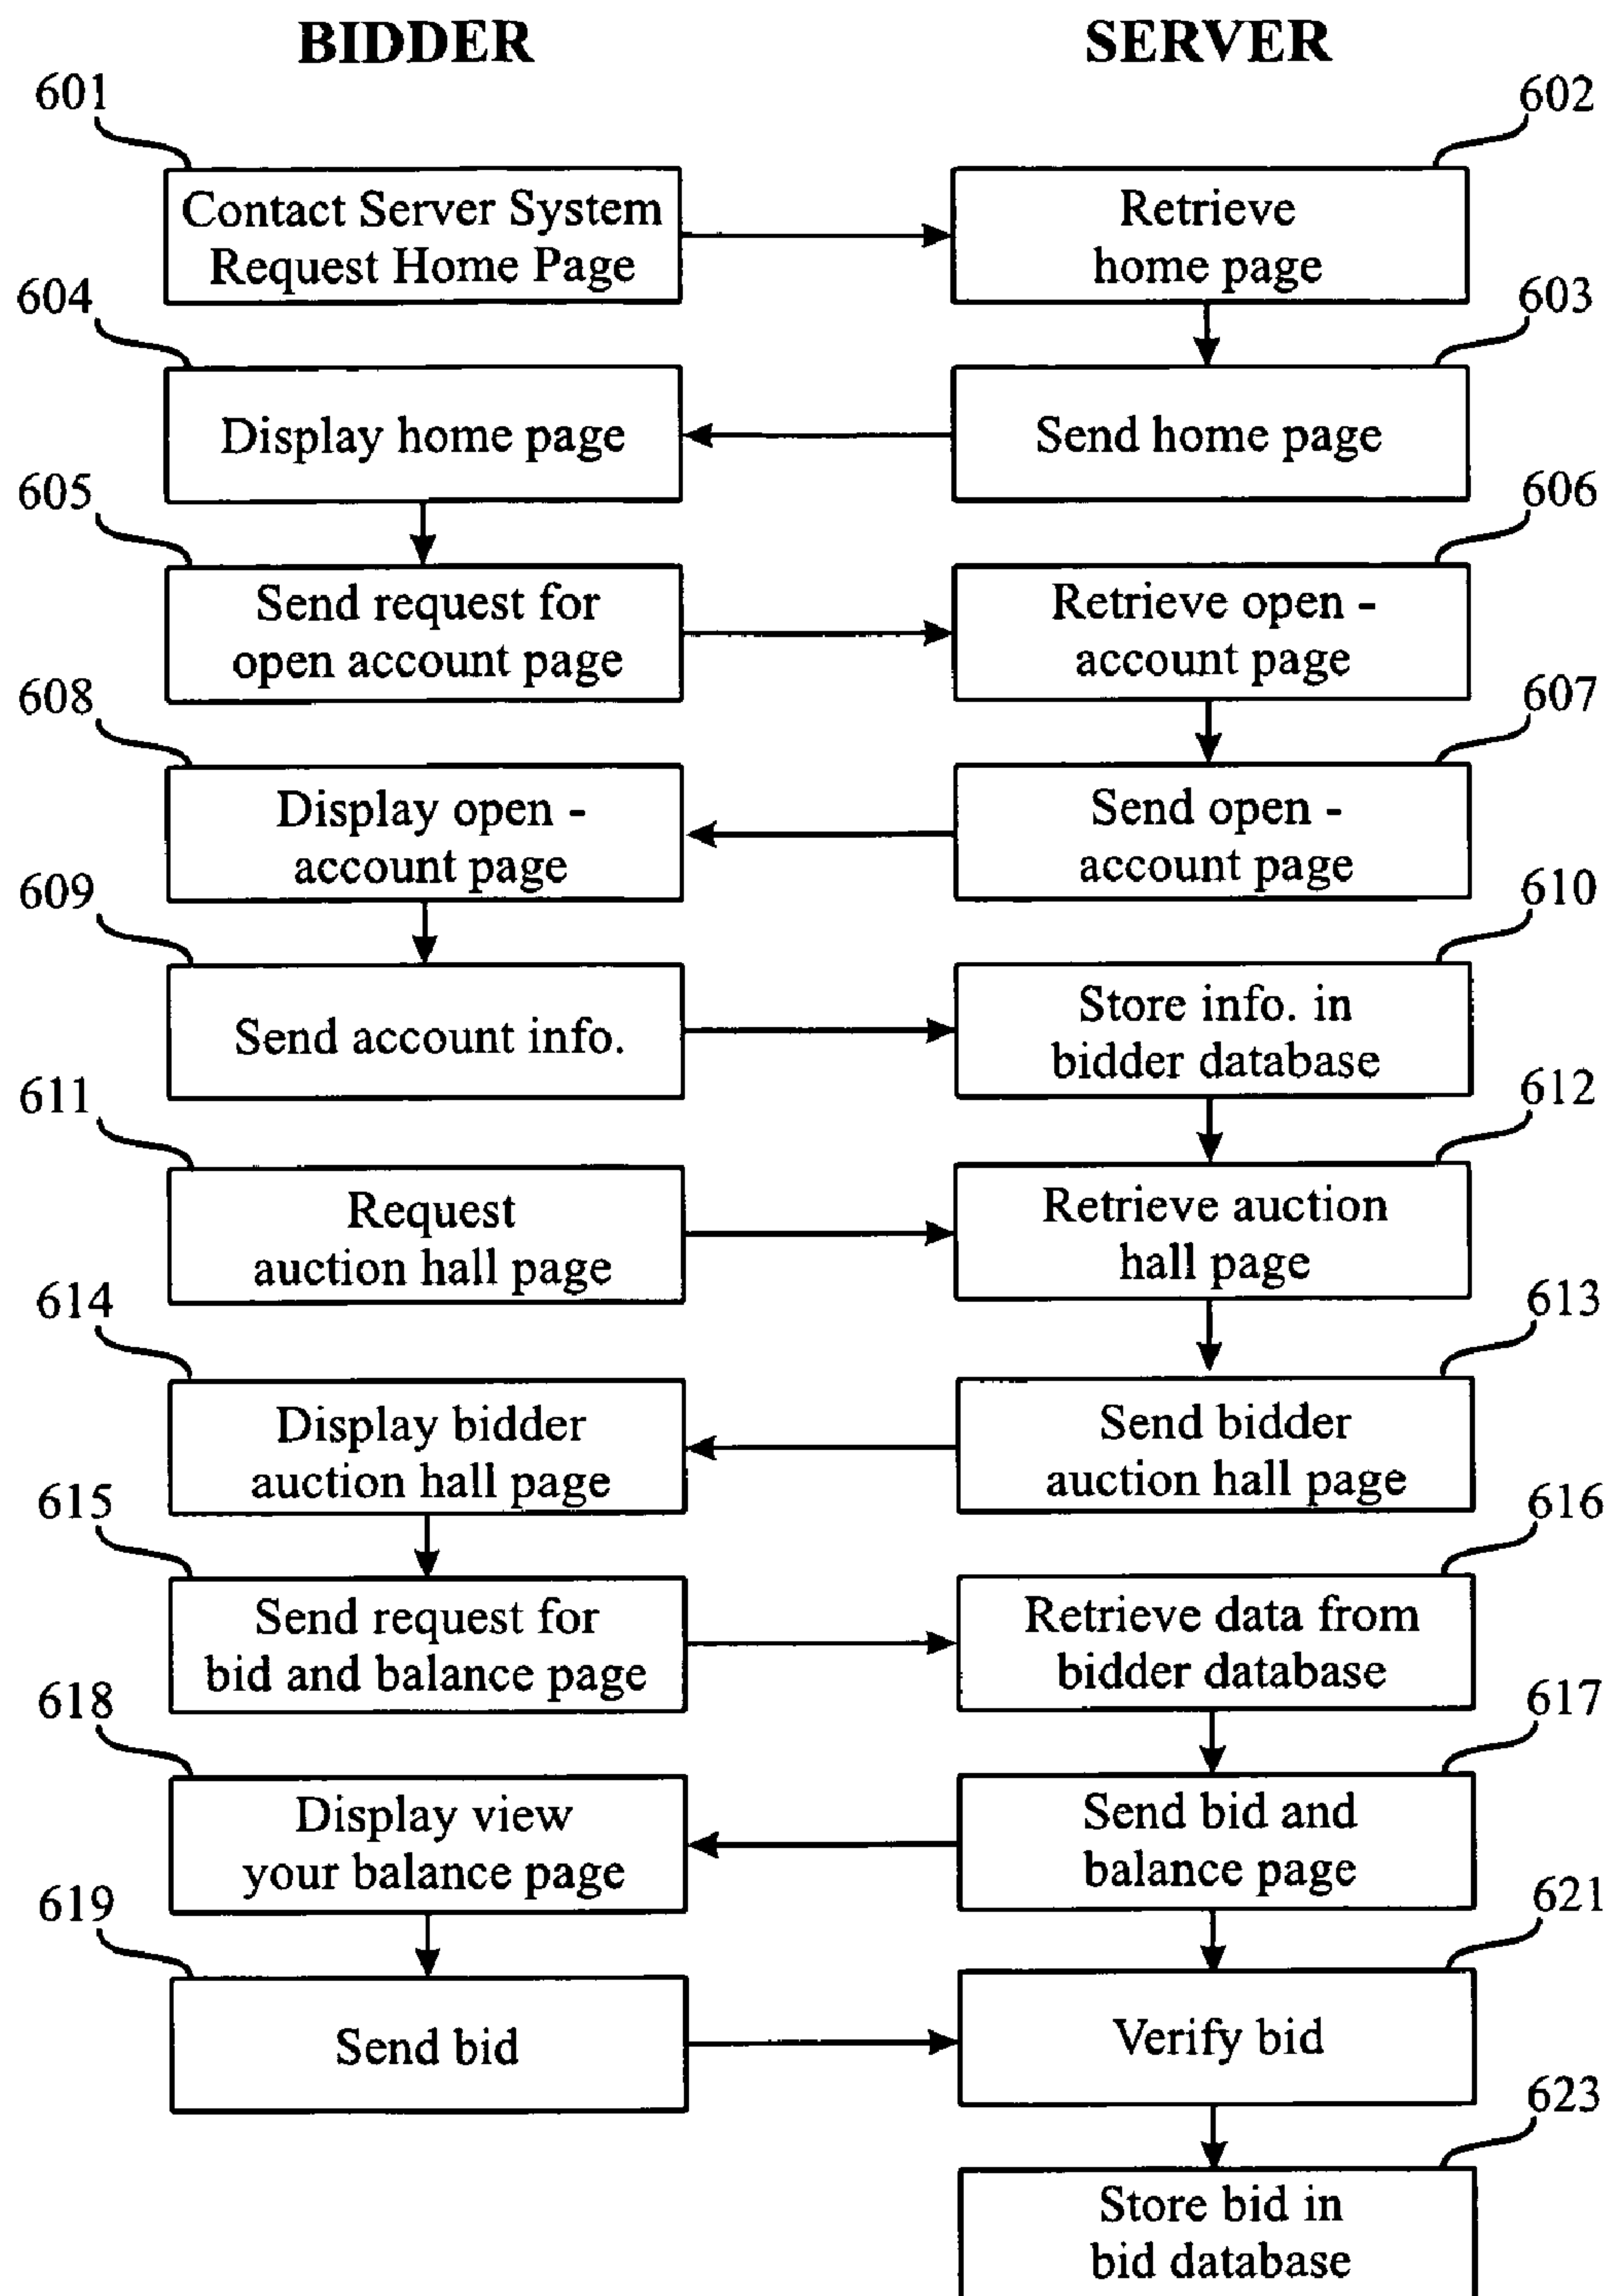 BIDDER
SERVER
601
602
Contact Server System
Request Home Page
Retrieve
home page
604
603
Display home page
Send home page
605
606
Send request for
open account page
Retrieve open -
account page
608
607
Display open -
account page
Send open -
account page
609
610
Send account info.
Store info. in
bidder database
611
612
Request
auction hall page
Retrieve auction
hall page
614
613
Display bidder
auction hall page
Send bidder
auction hall page
615
616
Send request for
bid and balance page
Retrieve data from
bidder database
618
617
Display view
your balance page
Send bid and
balance page
619
621
Send bid
Verify bid
623
Store bid in
bid database